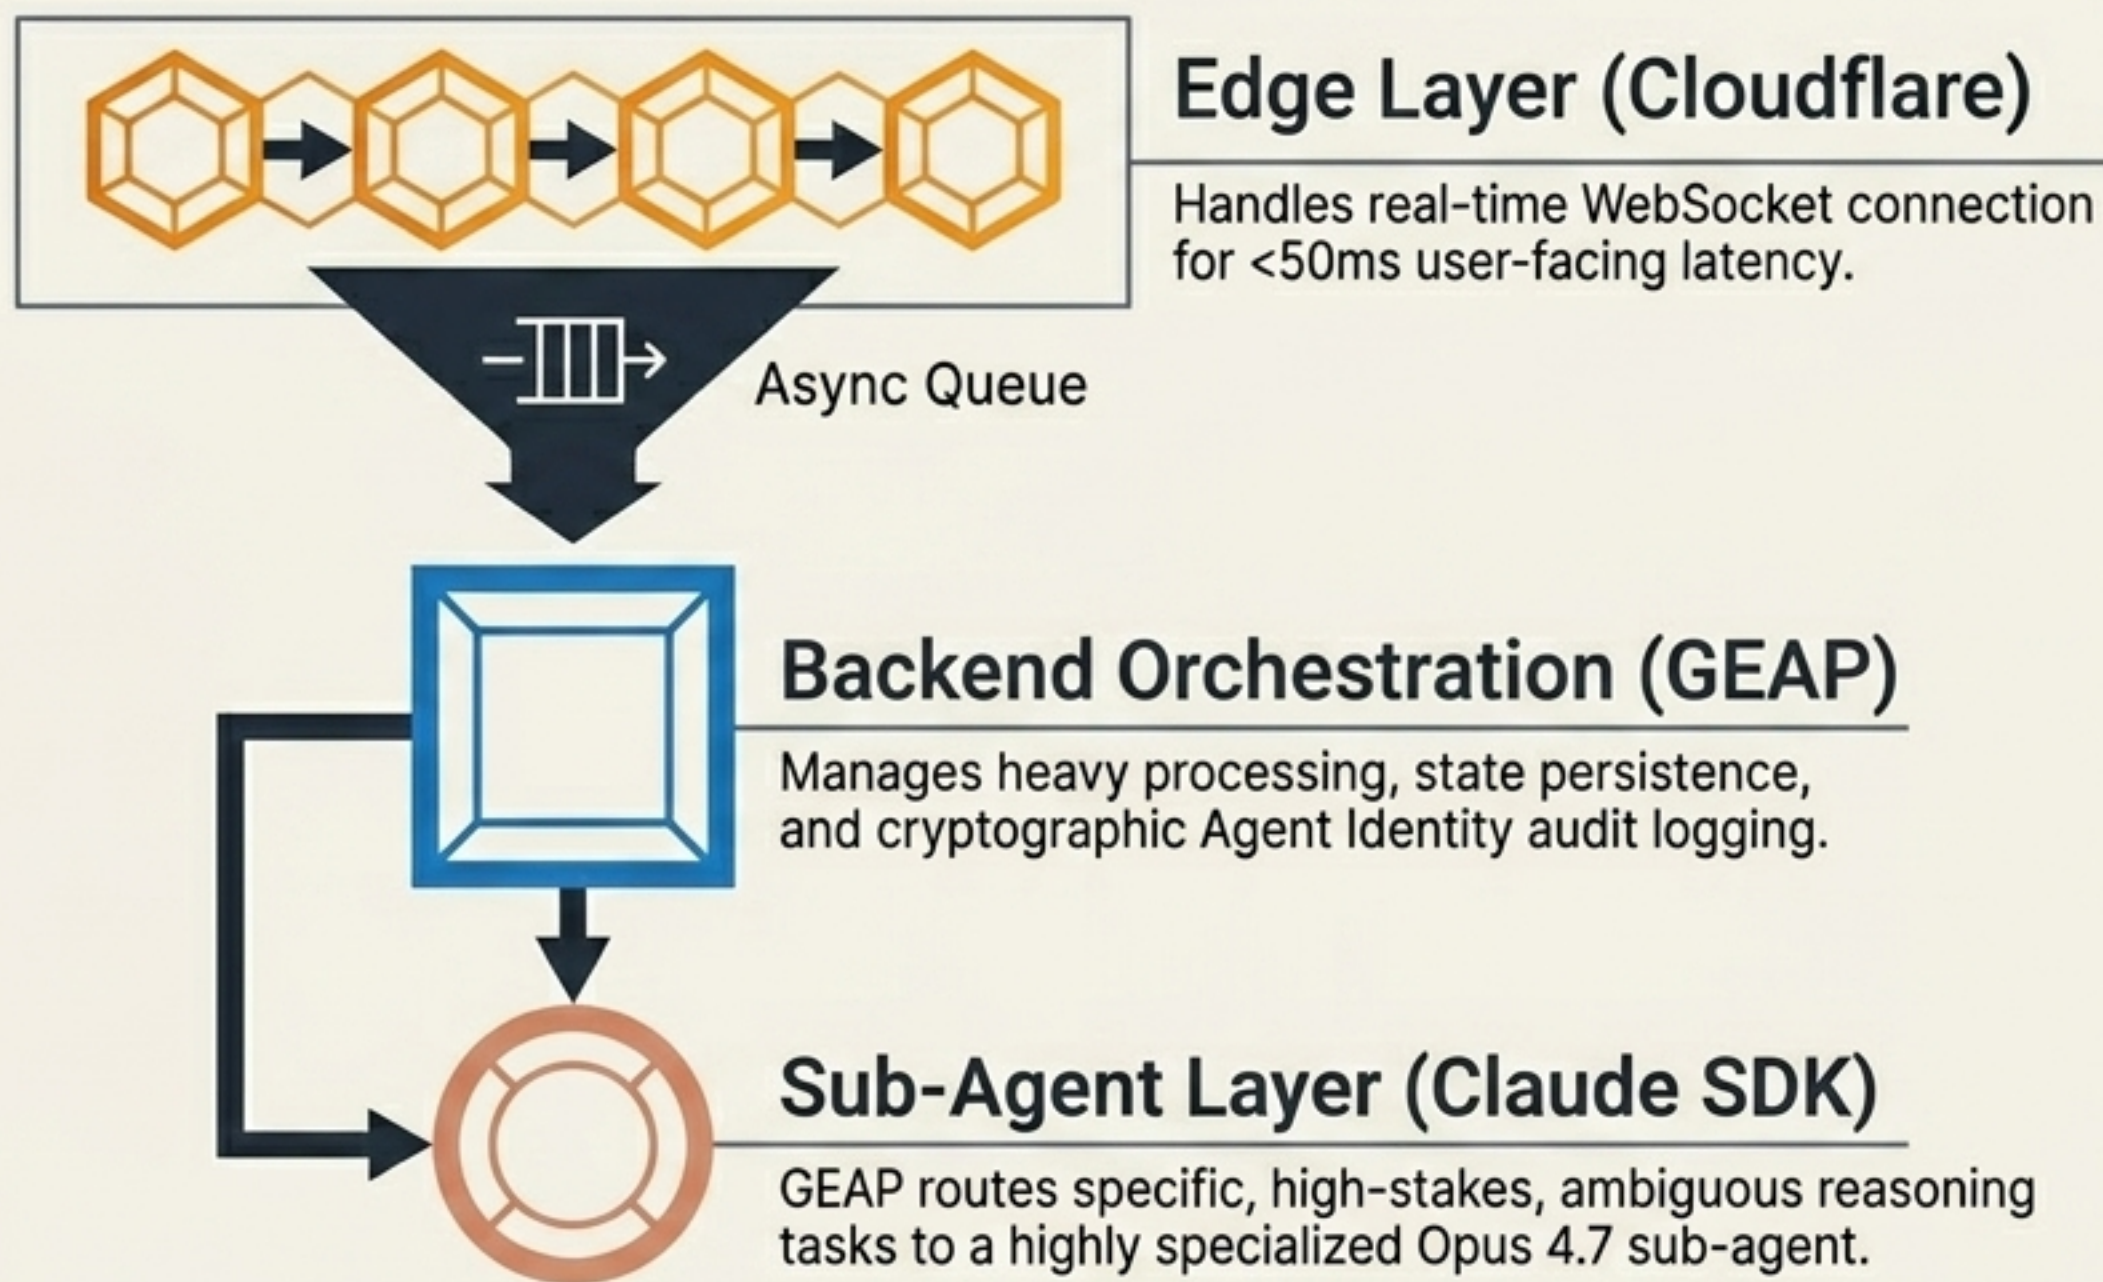 Edge Layer (Cloudflare)
Handles real-time WebSocket connection
for <50ms user-facing latency.
Async Queue
Backend Orchestration (GEAP)
Manages heavy processing, state persistence,
and cryptographic Agent Identity audit logging.
Sub-Agent Layer (Claude SDK)
GEAP routes specific, high-stakes, ambiguous reasoning
tasks to a highly specialized Opus 4.7 sub-agent.